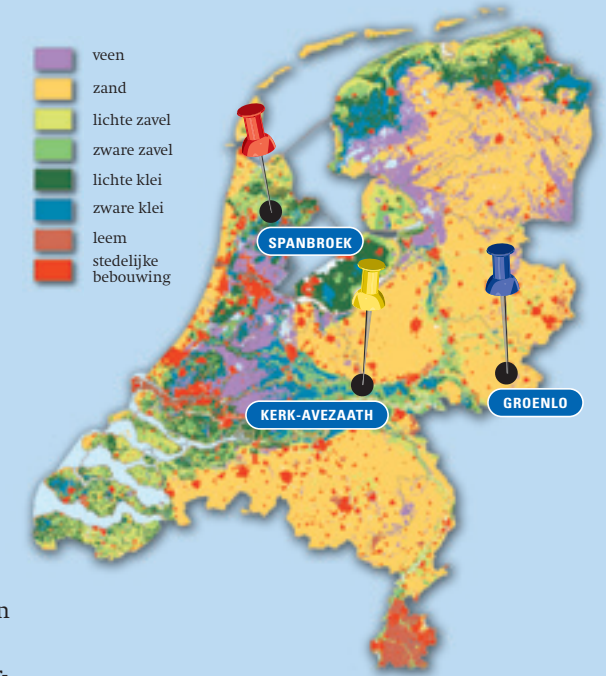 veen
zand
lichte zavel
zware zavel
lichte klei
zware klei
leem
stedelijke
bebouwing
SPANBROEK
KERK-AVEZAATH
GROENLO